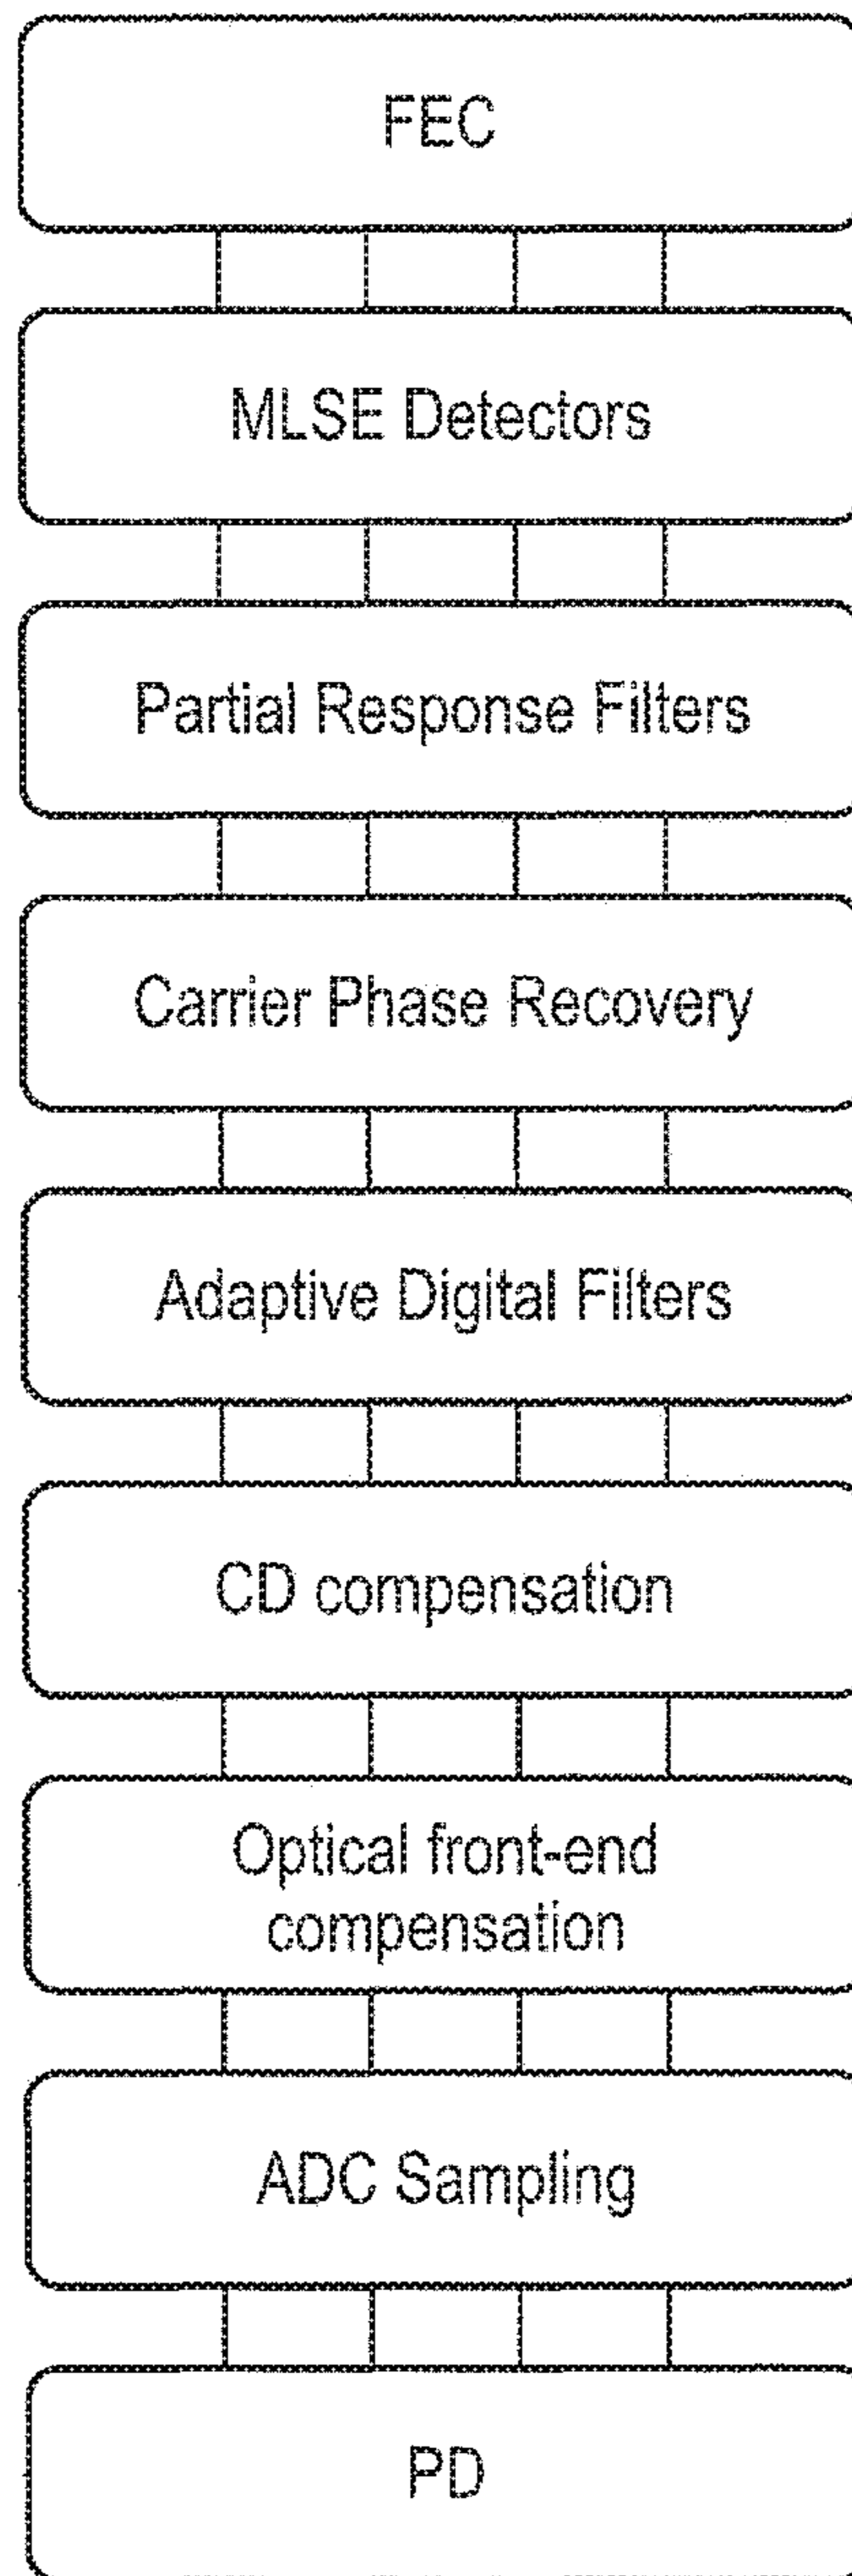 FEC
MLSE Detectors
Partial Response Filters
Carrier Phase Recovery
Adaptive Digital Filters
CD compensation
Optical front-end
compensation
ADC Sampling
PD